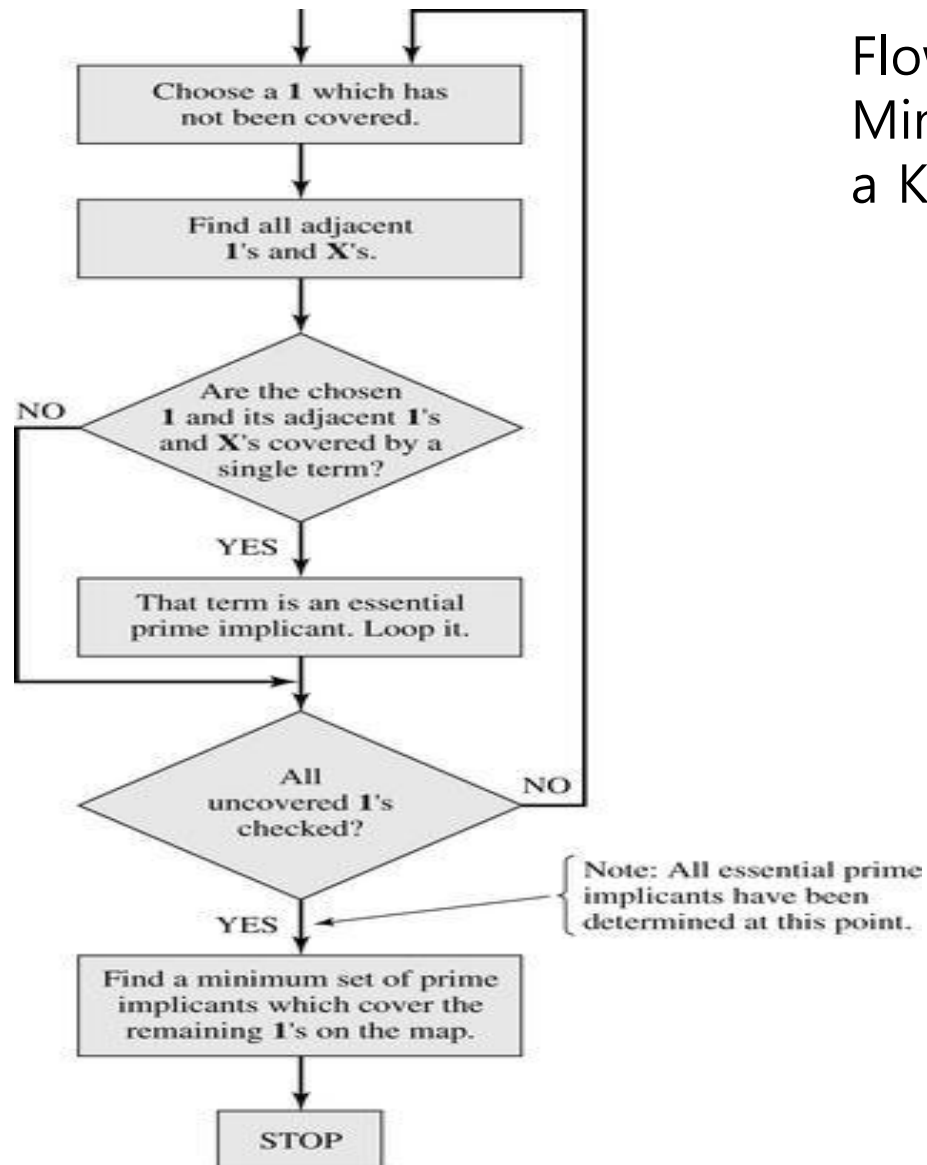 Choose a 1 which has
not been covered.
Find all adjacent
1's and X's.
Are the chosen
1 and its adjacent 1's
and X's covered by a
single term?
NO
YES
That term is an essential
prime implicant. Loop it.
All
uncovered 1's
checked?
NO
YES
Note: All essential prime
implicants have been
determined at this point.
Find a minimum set of prime
implicants which cover the
remaining 1's on the map.
STOP
Flow
Min
a K